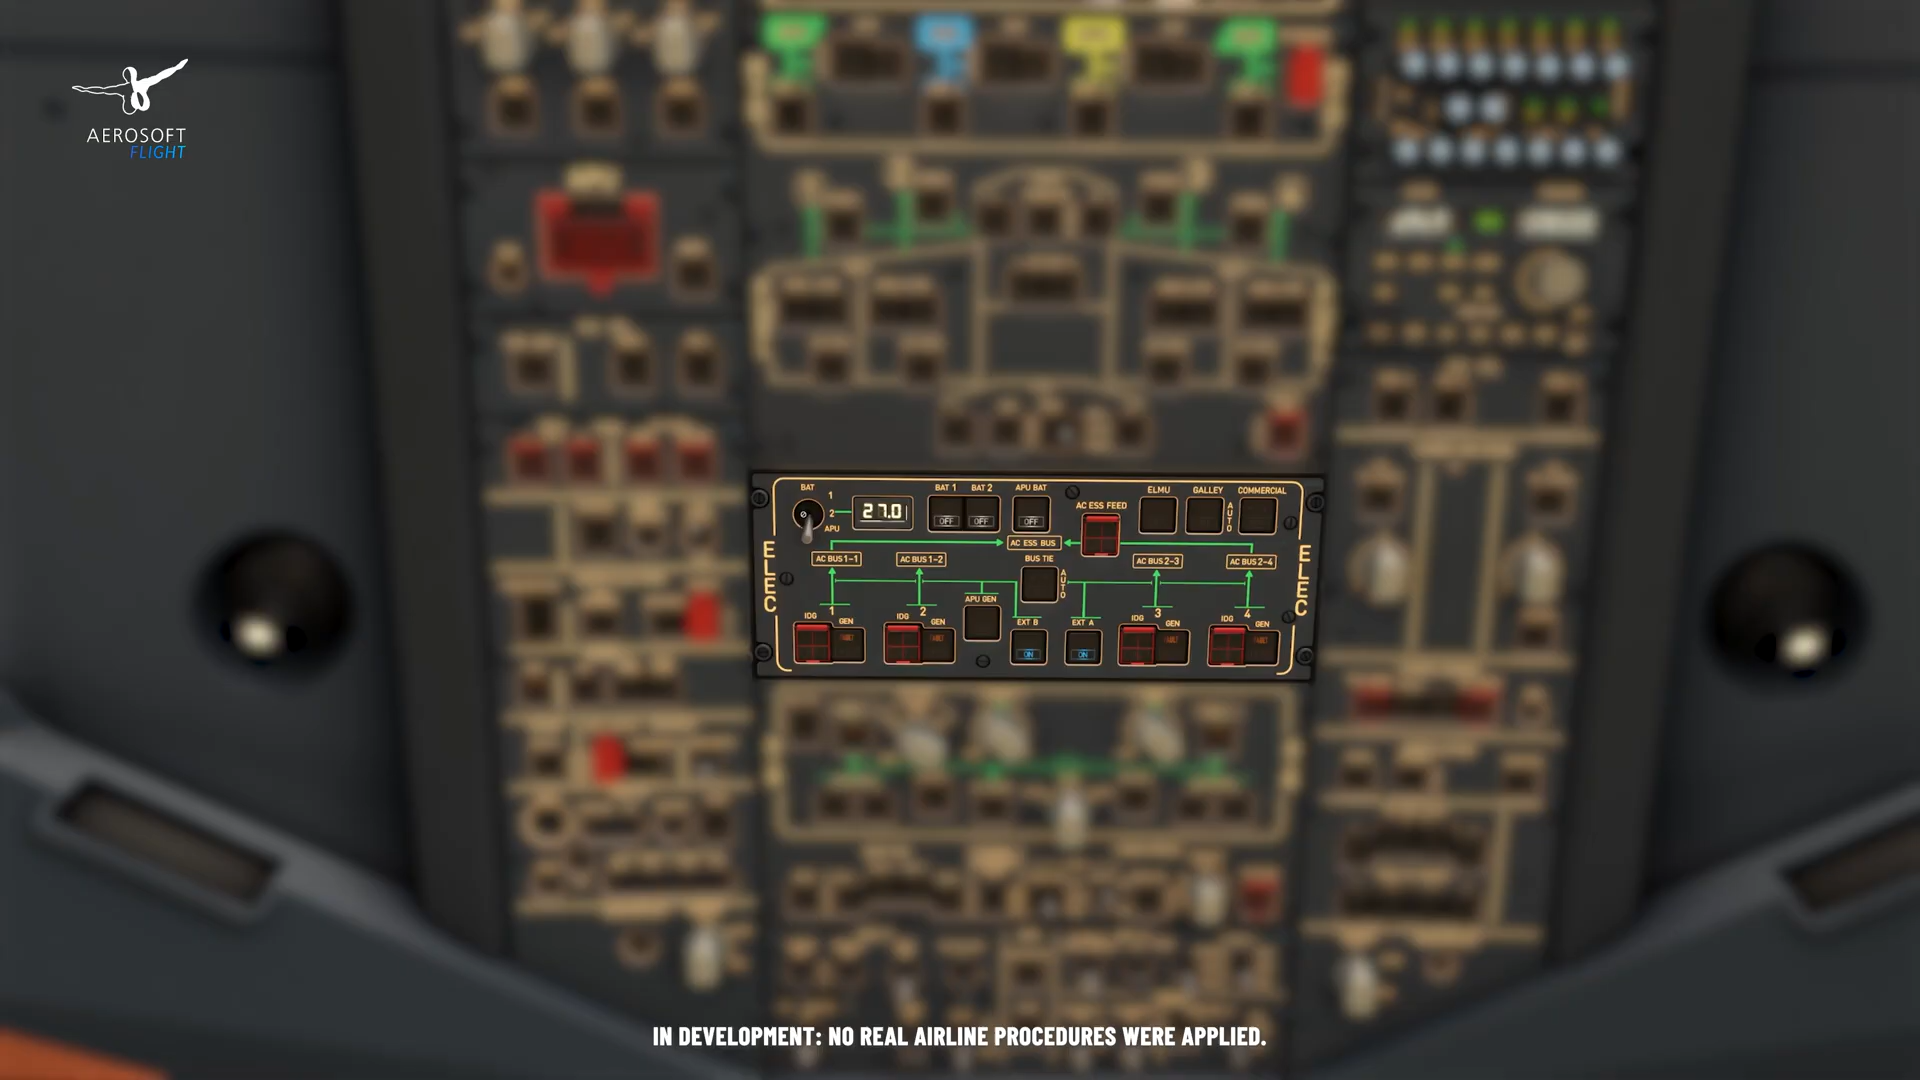 AEROSOFT
FLIGHT
BAT
1
2
APU
27.0
BAT 1
BAT 2
OFF
OFF
APU BAT
OFF
AC ESS FEED
ELMU
GALLEY
AUTO
COMMERCIAL
ELEC
AC ESS BUS
AC BUS 1-1
AC BUS 1-2
BUS TIE
AUTO
AC BUS 2-3
AC BUS 2-4
ELEC
APU GEN
IDG
1
GEN
IDG
2
GEN
EXT B
ON
EXT A
ON
IDG
3
GEN
IDG
4
GEN
IN DEVELOPMENT: NO REAL AIRLINE PROCEDURES WERE APPLIED.